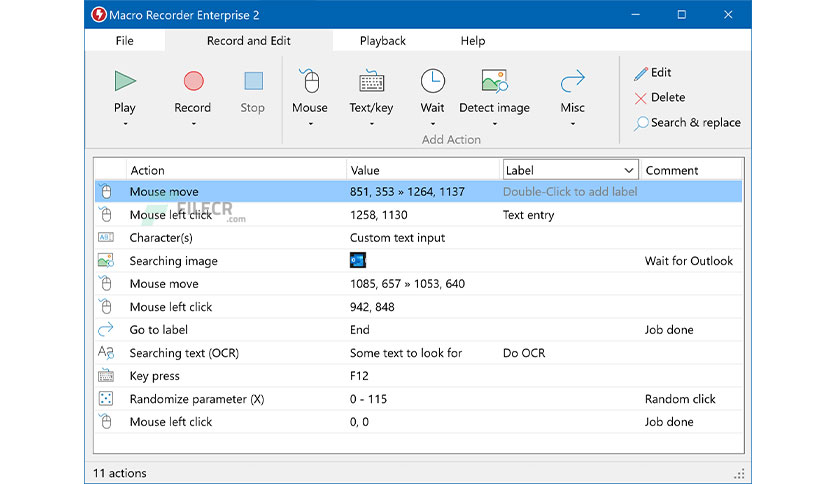 Macro Recorder Enterprise 2
File Record and Edit Playback Help
Play Record Stop Mouse Text/key Wait Detect image Misc
Add Action
Edit
Delete
Search & replace
Action Value Label Comment
Mouse move 851, 353 » 1264, 1137 Double-Click to add label
Mouse left click 1258, 1130 Text entry
FILECR
.com
Character(s) Custom text input
Searching image Wait for Outlook
Mouse move 1085, 657 » 1053, 640
Mouse left click 942, 848
Go to label End Job done
Searching text (OCR) Some text to look for Do OCR
Key press F12
Randomize parameter (X) 0 - 115 Random click
Mouse left click 0, 0 Job done
11 actions